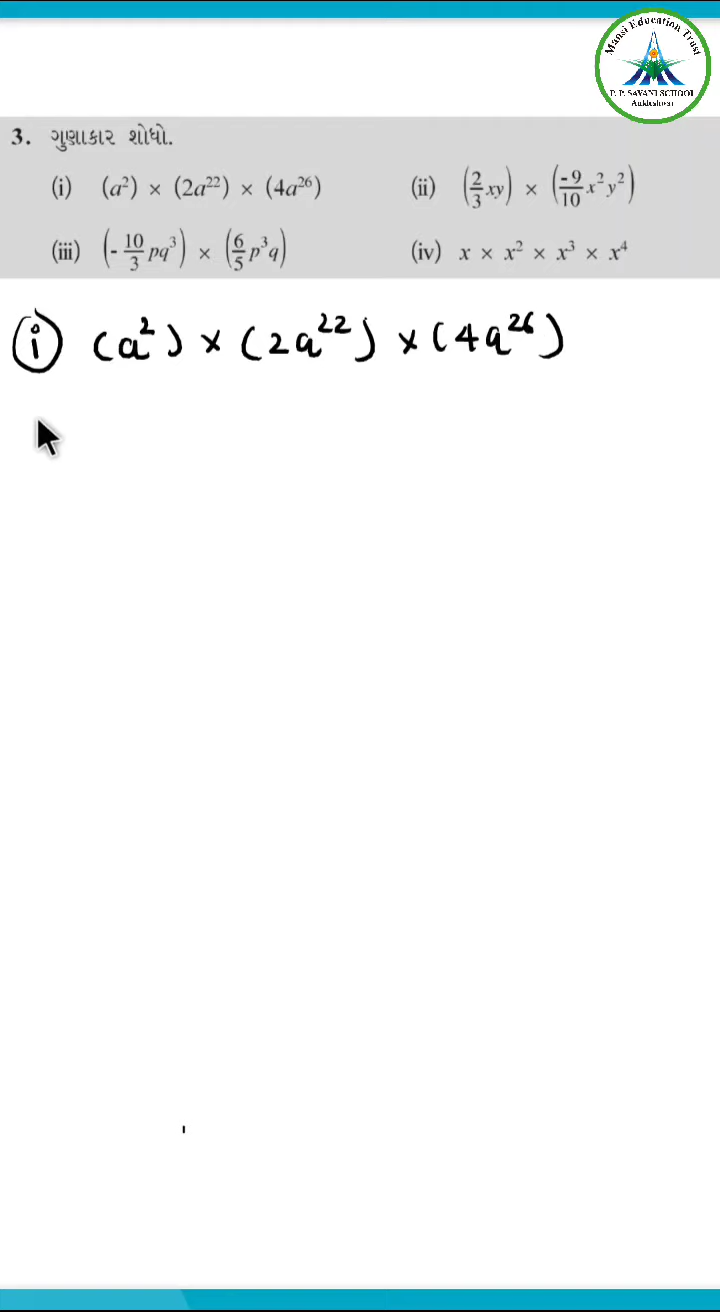 Mansi Education Trust
P. P. SAVANI SCHOOL
Ankleshwar
3. ગુણાકાર શોધો.
(i) (a²) × (2a²²) × (4a²⁶) (ii) (2/3 xy) × (-9/10 x²y²)
(iii) (- 10/3 pq³) × (6/5 p³q) (iv) x × x² × x³ × x⁴
(i) (a²) × (2a²²) × (4a²⁶)